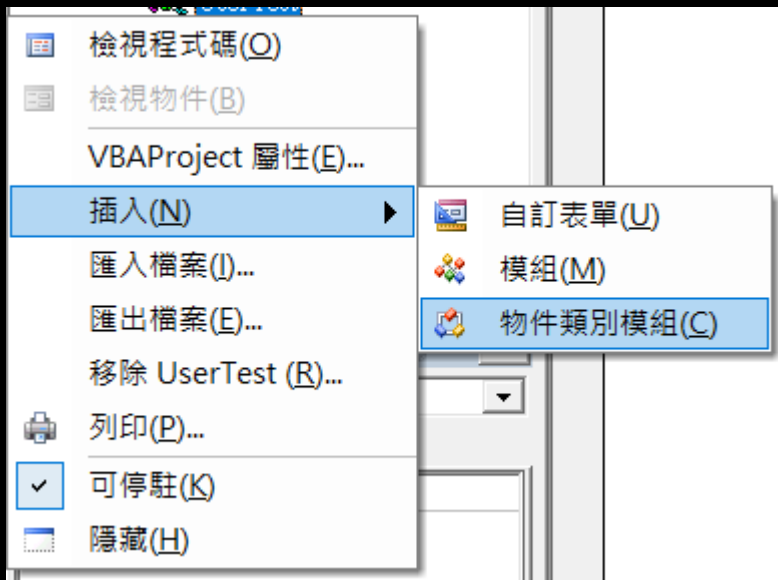 檢視程式碼(O)
檢視物件(B)
VBAProject 屬性(E)...
插入(N)
自訂表單(U)
模組(M)
物件類別模組(C)
匯入檔案(I)...
匯出檔案(E)...
移除 UserTest (R)...
列印(P)...
可停駐(K)
隱藏(H)